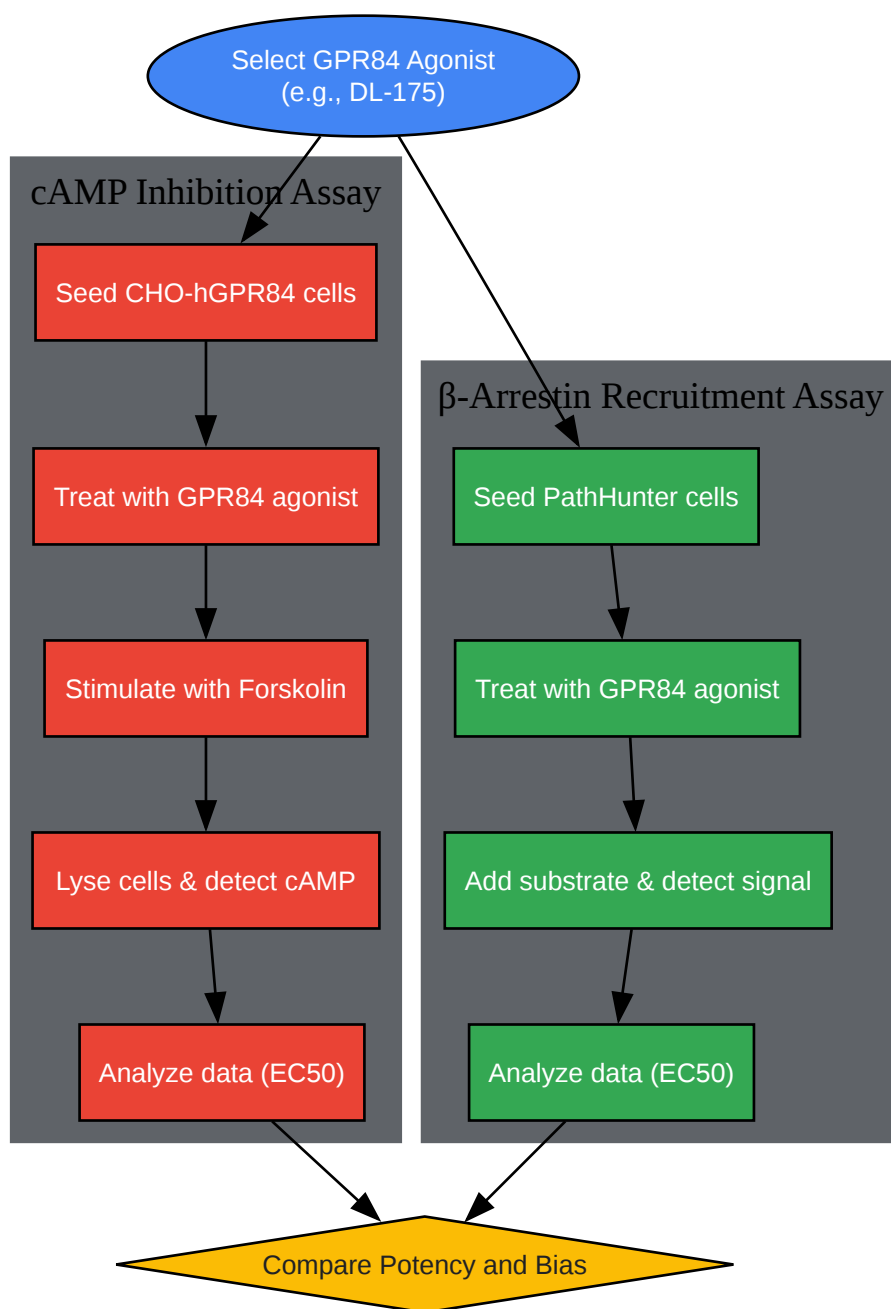 Select GPR84 Agonist
(e.g., DL-175)
cAMP Inhibition Assay
Seed CHO-hGPR84 cells
Treat with GPR84 agonist
Stimulate with Forskolin
Lyse cells & detect cAMP
Analyze data (EC50)
β-Arrestin Recruitment Assay
Seed PathHunter cells
Treat with GPR84 agonist
Add substrate & detect signal
Analyze data (EC50)
Compare Potency and Bias